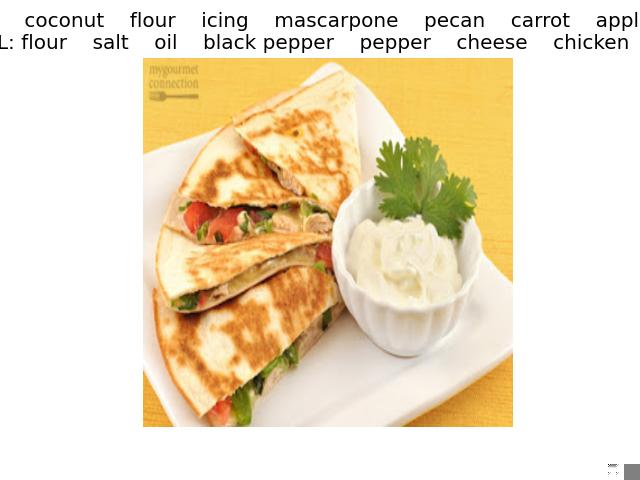 coconut flour icing mascarpone pecan carrot appl
L: flour salt oil black pepper pepper cheese chicken
mygourmet
connection